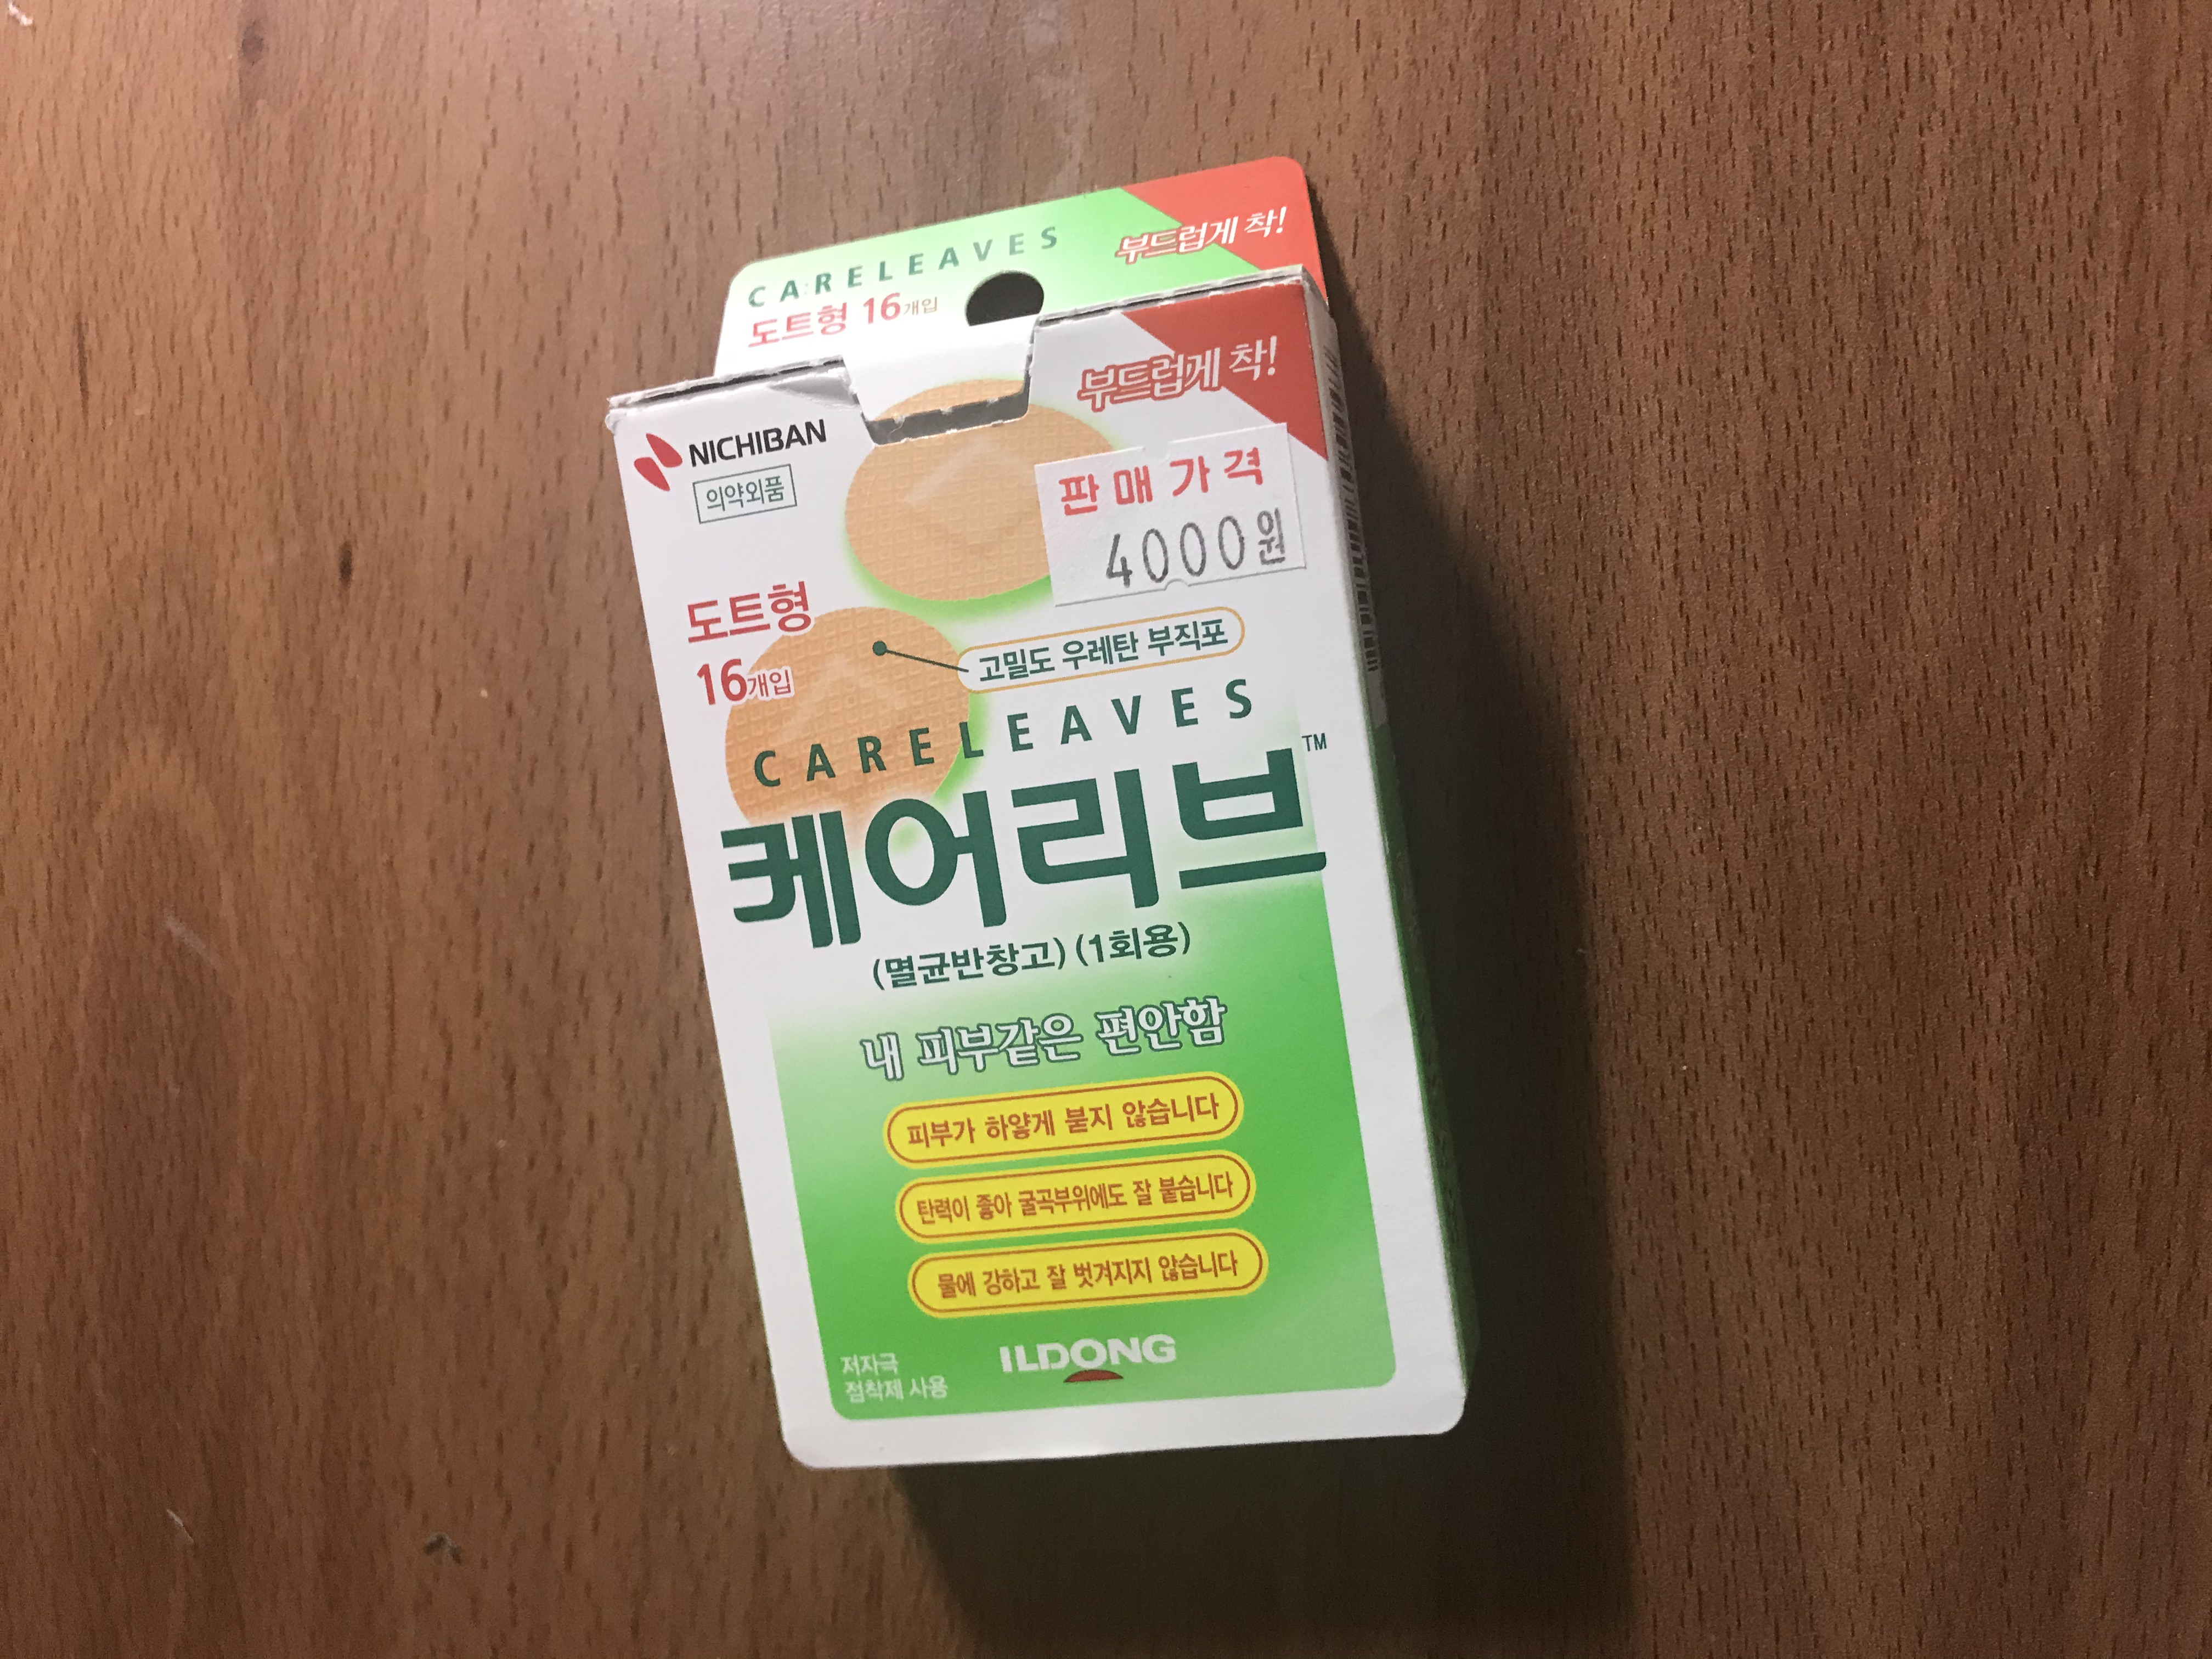 CARELEAVES
도트형 16개입
부드럽게 착!
NICHIBAN
의약외품
부드럽게 착!
도트형
16개입
판매가격
4000원
고밀도 우레탄 부직포
CARELEAVES
케어리브™
(멸균반창고) (1회용)
내 피부같은 편안함
피부가 하얗게 붇지 않습니다
탄력이 좋아 굴곡부위에도 잘 붙습니다
물에 강하고 잘 벗겨지지 않습니다
저자극
점착제 사용
ILDONG